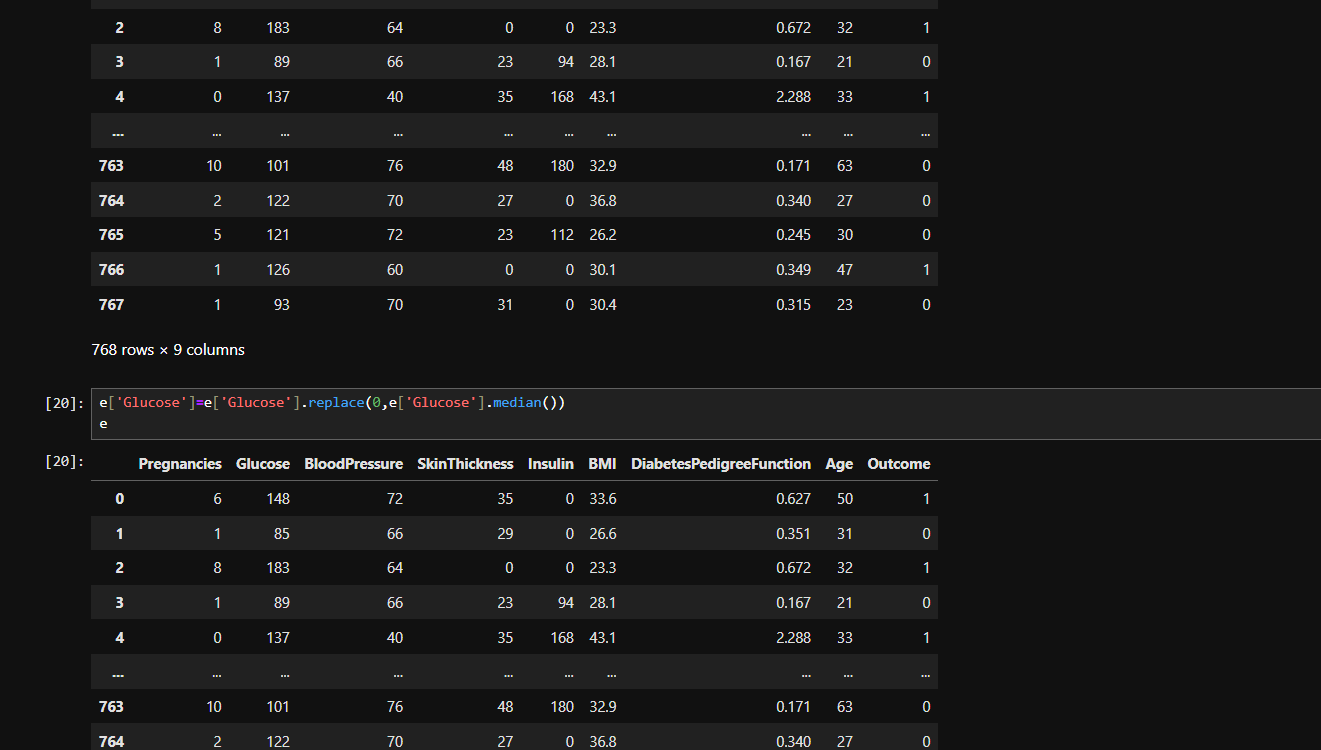 2 8 183 64 0 0 23.3 0.672 32 1
3 1 89 66 23 94 28.1 0.167 21 0
4 0 137 40 35 168 43.1 2.288 33 1
... ... ... ... ... ... ... ... ... ...
763 10 101 76 48 180 32.9 0.171 63 0
764 2 122 70 27 0 36.8 0.340 27 0
765 5 121 72 23 112 26.2 0.245 30 0
766 1 126 60 0 0 30.1 0.349 47 1
767 1 93 70 31 0 30.4 0.315 23 0
768 rows × 9 columns
[20]: e['Glucose']=e['Glucose'].replace(0,e['Glucose'].median())
e
[20]: Pregnancies Glucose BloodPressure SkinThickness Insulin BMI DiabetesPedigreeFunction Age Outcome
0 6 148 72 35 0 33.6 0.627 50 1
1 1 85 66 29 0 26.6 0.351 31 0
2 8 183 64 0 0 23.3 0.672 32 1
3 1 89 66 23 94 28.1 0.167 21 0
4 0 137 40 35 168 43.1 2.288 33 1
... ... ... ... ... ... ... ... ... ...
763 10 101 76 48 180 32.9 0.171 63 0
764 2 122 70 27 0 36.8 0.340 27 0